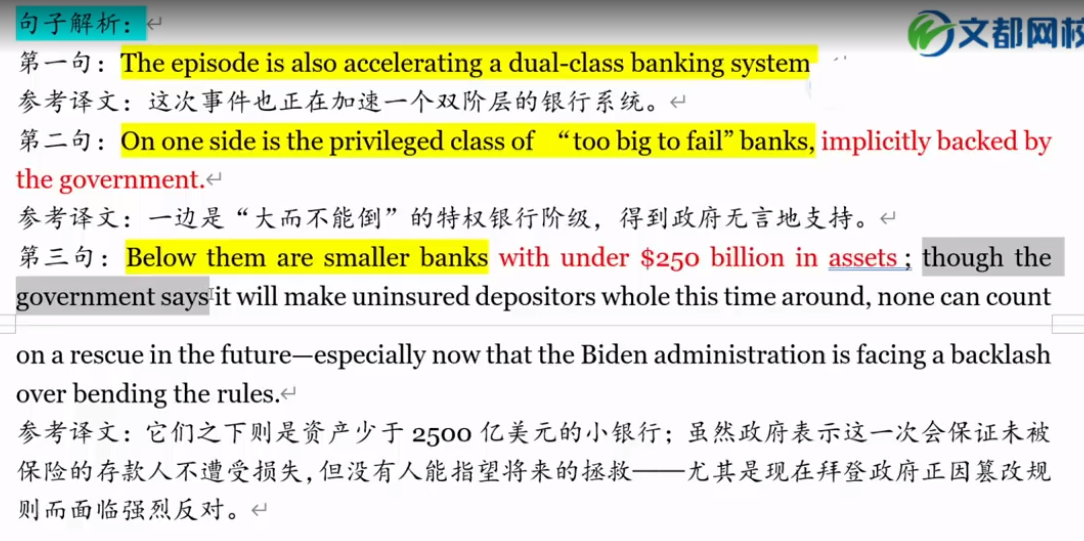 句子解析：
文都网校
第一句：The episode is also accelerating a dual-class banking system
参考译文：这次事件也正在加速一个双阶层的银行系统。
第二句：On one side is the privileged class of “too big to fail” banks, implicitly backed by
the government.
参考译文：一边是“大而不能倒”的特权银行阶级，得到政府无言地支持。
第三句：Below them are smaller banks with under $250 billion in assets；though the
government says it will make uninsured depositors whole this time around, none can count
on a rescue in the future—especially now that the Biden administration is facing a backlash
over bending the rules.
参考译文：它们之下则是资产少于 2500 亿美元的小银行；虽然政府表示这一次会保证未被
保险的存款人不遭受损失，但没有人能指望将来的拯救——尤其是现在拜登政府正因篡改规
则而面临强烈反对。